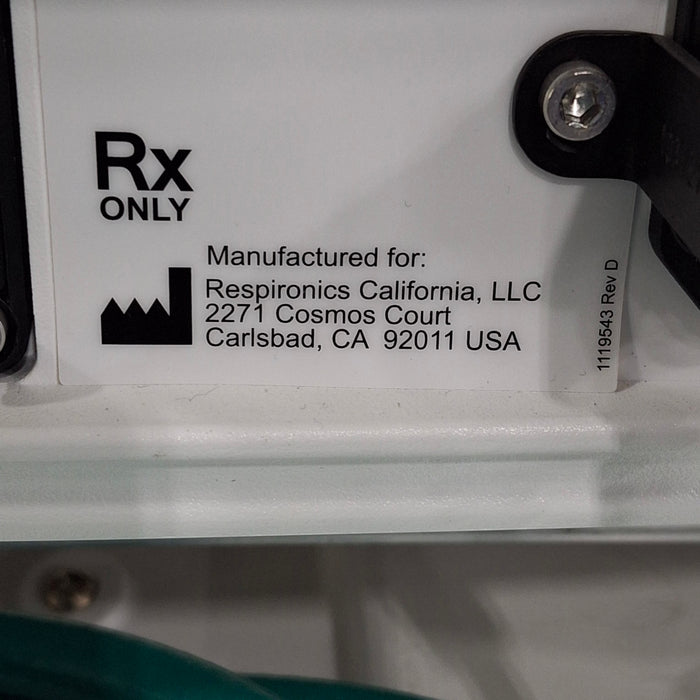 Rx
ONLY
Manufactured for:
Respironics California, LLC
2271 Cosmos Court
Carlsbad, CA 92011 USA
1119543 Rev D